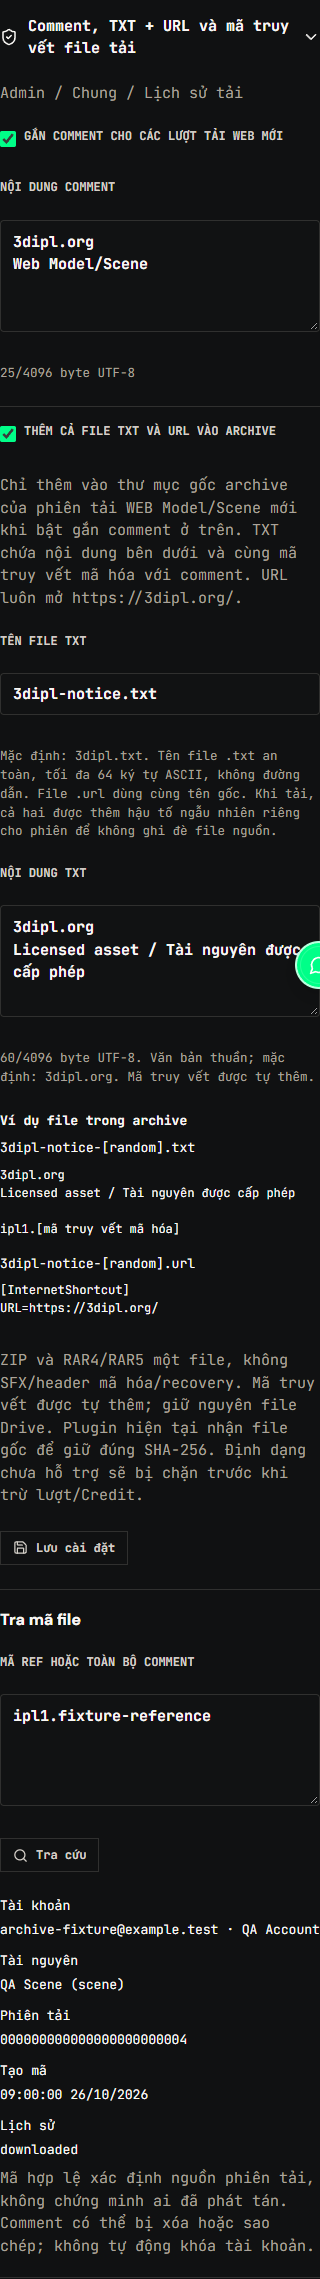 Comment, TXT + URL và mã truy
vết file tải
Admin / Chung / Lịch sử tải
GẮN COMMENT CHO CÁC LƯỢT TẢI WEB MỚI
NỘI DUNG COMMENT
3dipl.org
Web Model/Scene
25/4096 byte UTF-8
THÊM CẢ FILE TXT VÀ URL VÀO ARCHIVE
Chỉ thêm vào thư mục gốc archive
của phiên tải WEB Model/Scene mới
khi bật gắn comment ở trên. TXT
chứa nội dung bên dưới và cùng mã
truy vết mã hóa với comment. URL
luôn mở https://3dipl.org/.
TÊN FILE TXT
3dipl-notice.txt
Mặc định: 3dipl.txt. Tên file .txt an
toàn, tối đa 64 ký tự ASCII, không đường
dẫn. File .url dùng cùng tên gốc. Khi tải,
cả hai được thêm hậu tố ngẫu nhiên riêng
cho phiên để không ghi đè file nguồn.
NỘI DUNG TXT
3dipl.org
Licensed asset / Tài nguyên được
cấp phép
60/4096 byte UTF-8. Văn bản thuần; mặc
định: 3dipl.org. Mã truy vết được tự thêm.
Ví dụ file trong archive
3dipl-notice-[random].txt
3dipl.org
Licensed asset / Tài nguyên được cấp phép
ipl1.[mã truy vết mã hóa]
3dipl-notice-[random].url
[InternetShortcut]
URL=https://3dipl.org/
ZIP và RAR4/RAR5 một file, không
SFX/header mã hóa/recovery. Mã truy
vết được tự thêm; giữ nguyên file
Drive. Plugin hiện tại nhận file
gốc để giữ đúng SHA-256. Định dạng
chưa hỗ trợ sẽ bị chặn trước khi
trừ lượt/Credit.
Lưu cài đặt
Tra mã file
MÃ REF HOẶC TOÀN BỘ COMMENT
ipl1.fixture-reference
Tra cứu
Tài khoản
archive-fixture@example.test · QA Account
Tài nguyên
QA Scene (scene)
Phiên tải
000000000000000000000004
Tạo mã
09:00:00 26/10/2026
Lịch sử
downloaded
Mã hợp lệ xác định nguồn phiên tải,
không chứng minh ai đã phát tán.
Comment có thể bị xóa hoặc sao
chép; không tự động khóa tài khoản.